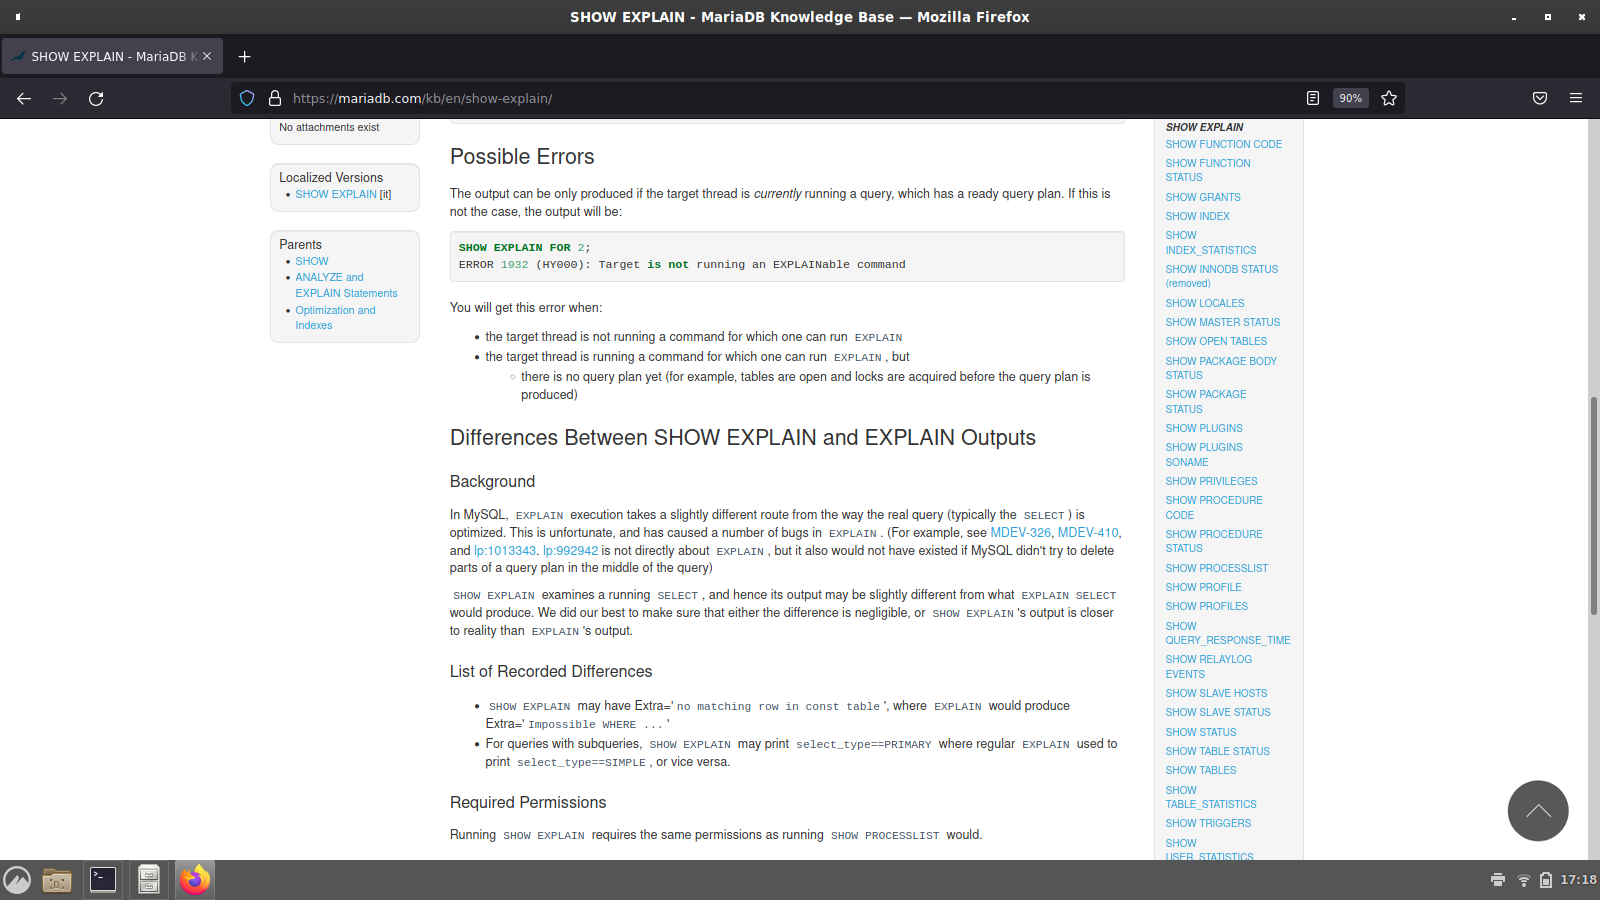 SHOW EXPLAIN - MariaDB Knowledge Base — Mozilla Firefox
SHOW EXPLAIN - MariaDB K
https://mariadb.com/kb/en/show-explain/
90%
No attachments exist
Localized Versions
• SHOW EXPLAIN [it]
Parents
• SHOW
• ANALYZE and
EXPLAIN Statements
• Optimization and
Indexes
Possible Errors
The output can be only produced if the target thread is currently running a query, which has a ready query plan. If this is
not the case, the output will be:
SHOW EXPLAIN FOR 2;
ERROR 1932 (HY000): Target is not running an EXPLAINable command
You will get this error when:
• the target thread is not running a command for which one can run EXPLAIN
• the target thread is running a command for which one can run EXPLAIN , but
◦ there is no query plan yet (for example, tables are open and locks are acquired before the query plan is
produced)
Differences Between SHOW EXPLAIN and EXPLAIN Outputs
Background
In MySQL, EXPLAIN execution takes a slightly different route from the way the real query (typically the SELECT ) is
optimized. This is unfortunate, and has caused a number of bugs in EXPLAIN . (For example, see MDEV-326, MDEV-410,
and lp:1013343. lp:992942 is not directly about EXPLAIN , but it also would not have existed if MySQL didn't try to delete
parts of a query plan in the middle of the query)
SHOW EXPLAIN examines a running SELECT , and hence its output may be slightly different from what EXPLAIN SELECT
would produce. We did our best to make sure that either the difference is negligible, or SHOW EXPLAIN 's output is closer
to reality than EXPLAIN 's output.
List of Recorded Differences
• SHOW EXPLAIN may have Extra=' no matching row in const table ', where EXPLAIN would produce
Extra=' Impossible WHERE ... '
• For queries with subqueries, SHOW EXPLAIN may print select_type==PRIMARY where regular EXPLAIN used to
print select_type==SIMPLE , or vice versa.
Required Permissions
Running SHOW EXPLAIN requires the same permissions as running SHOW PROCESSLIST would.
SHOW EXPLAIN
SHOW FUNCTION CODE
SHOW FUNCTION
STATUS
SHOW GRANTS
SHOW INDEX
SHOW
INDEX_STATISTICS
SHOW INNODB STATUS
(removed)
SHOW LOCALES
SHOW MASTER STATUS
SHOW OPEN TABLES
SHOW PACKAGE BODY
STATUS
SHOW PACKAGE
STATUS
SHOW PLUGINS
SHOW PLUGINS
SONAME
SHOW PRIVILEGES
SHOW PROCEDURE
CODE
SHOW PROCEDURE
STATUS
SHOW PROCESSLIST
SHOW PROFILE
SHOW PROFILES
SHOW
QUERY_RESPONSE_TIME
SHOW RELAYLOG
EVENTS
SHOW SLAVE HOSTS
SHOW SLAVE STATUS
SHOW STATUS
SHOW TABLE STATUS
SHOW TABLES
SHOW
TABLE_STATISTICS
SHOW TRIGGERS
SHOW
USER_STATISTICS
17:18